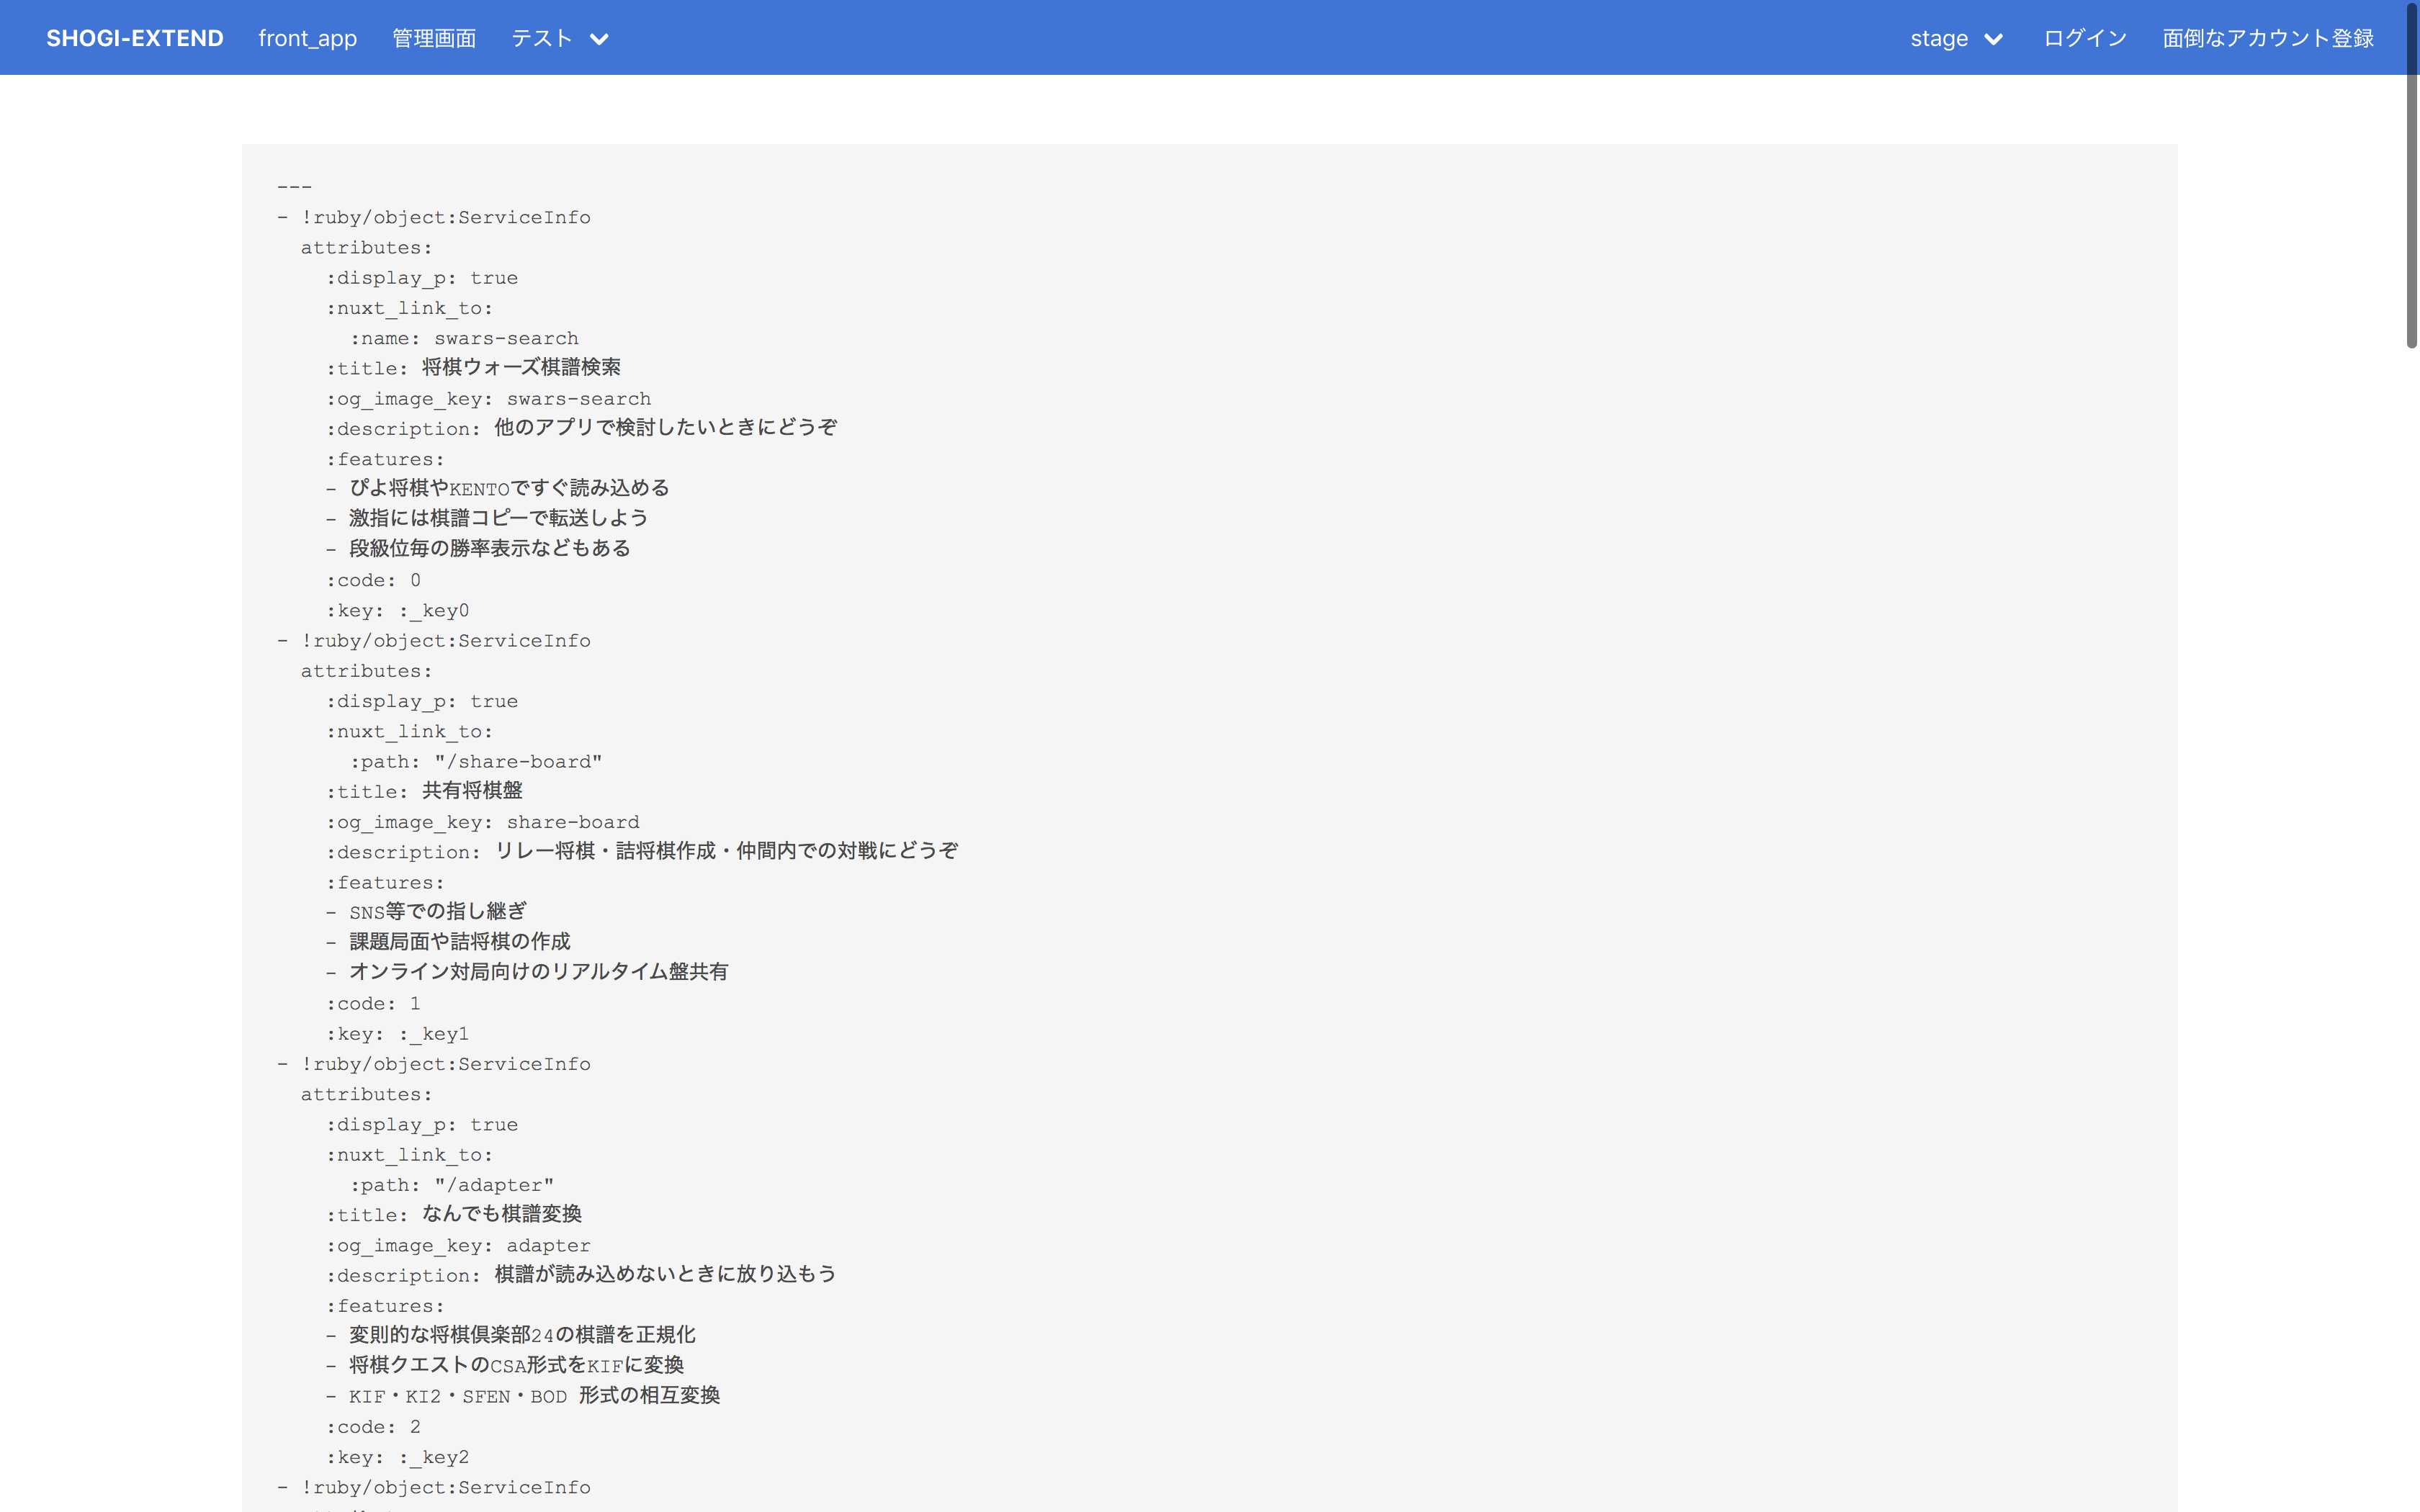 SHOGI-EXTEND front_app 管理画面 テスト stage ログイン 面倒なアカウント登録
---
- !ruby/object:ServiceInfo
  attributes:
    :display_p: true
    :nuxt_link_to:
      :name: swars-search
    :title: 将棋ウォーズ棋譜検索
    :og_image_key: swars-search
    :description: 他のアプリで検討したいときにどうぞ
    :features:
    - ぴよ将棋やKENTOですぐ読み込める
    - 激指には棋譜コピーで転送しよう
    - 段級位毎の勝率表示などもある
    :code: 0
    :key: :_key0
- !ruby/object:ServiceInfo
  attributes:
    :display_p: true
    :nuxt_link_to:
      :path: "/share-board"
    :title: 共有将棋盤
    :og_image_key: share-board
    :description: リレー将棋・詰将棋作成・仲間内での対戦にどうぞ
    :features:
    - SNS等での指し継ぎ
    - 課題局面や詰将棋の作成
    - オンライン対局向けのリアルタイム盤共有
    :code: 1
    :key: :_key1
- !ruby/object:ServiceInfo
  attributes:
    :display_p: true
    :nuxt_link_to:
      :path: "/adapter"
    :title: なんでも棋譜変換
    :og_image_key: adapter
    :description: 棋譜が読み込めないときに放り込もう
    :features:
    - 変則的な将棋倶楽部24の棋譜を正規化
    - 将棋クエストのCSA形式をKIFに変換
    - KIF・KI2・SFEN・BOD 形式の相互変換
    :code: 2
    :key: :_key2
- !ruby/object:ServiceInfo